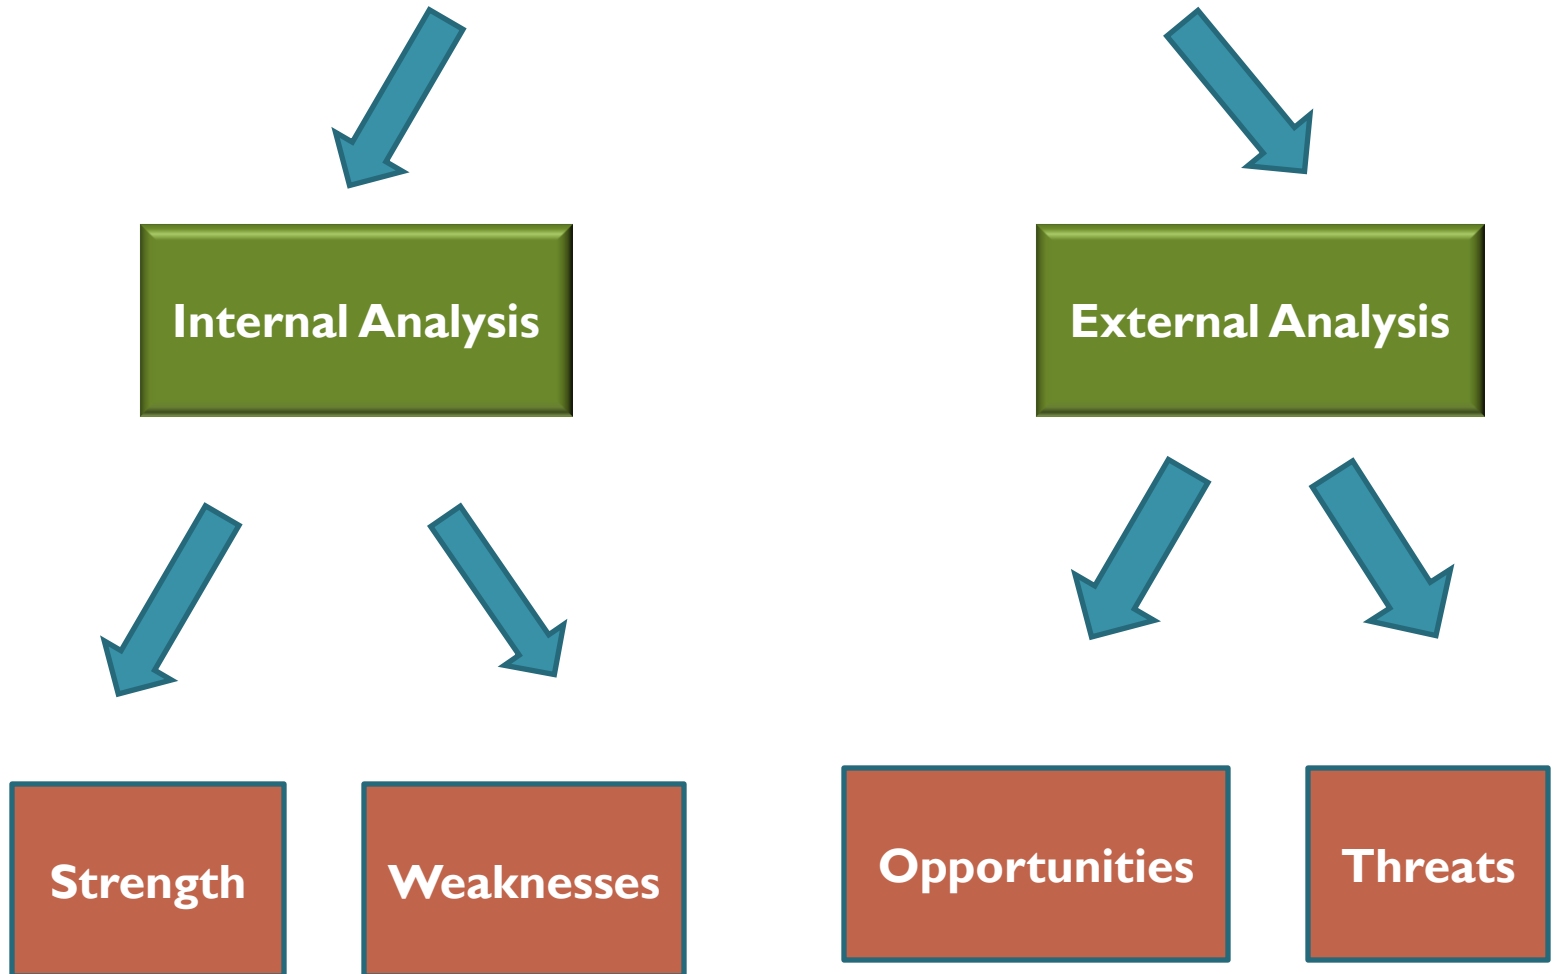 Internal Analysis
External Analysis
Strength
Weaknesses
Opportunities
Threats